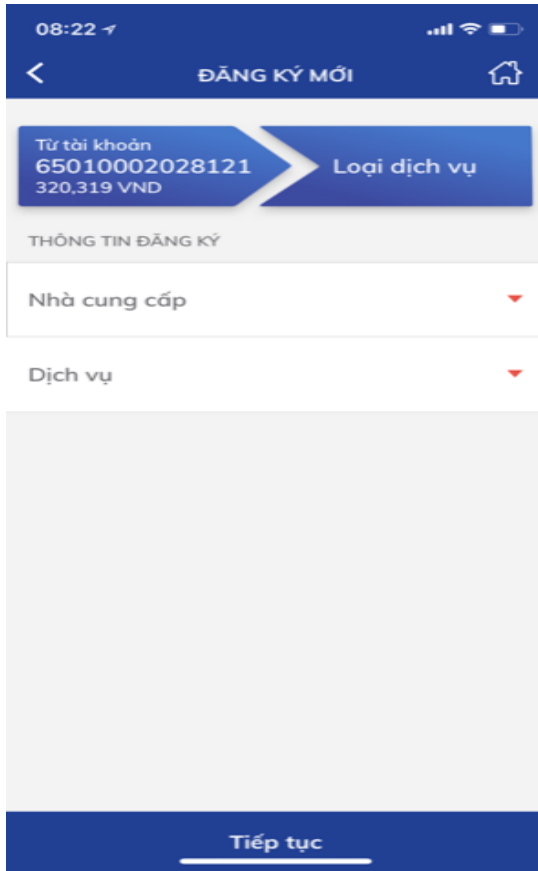 08:22
ĐĂNG KÝ MỚI
Từ tài khoản
65010002028121
320,319 VND
Loại dịch vụ
THÔNG TIN ĐĂNG KÝ
Nhà cung cấp
Dịch vụ
Tiếp tục